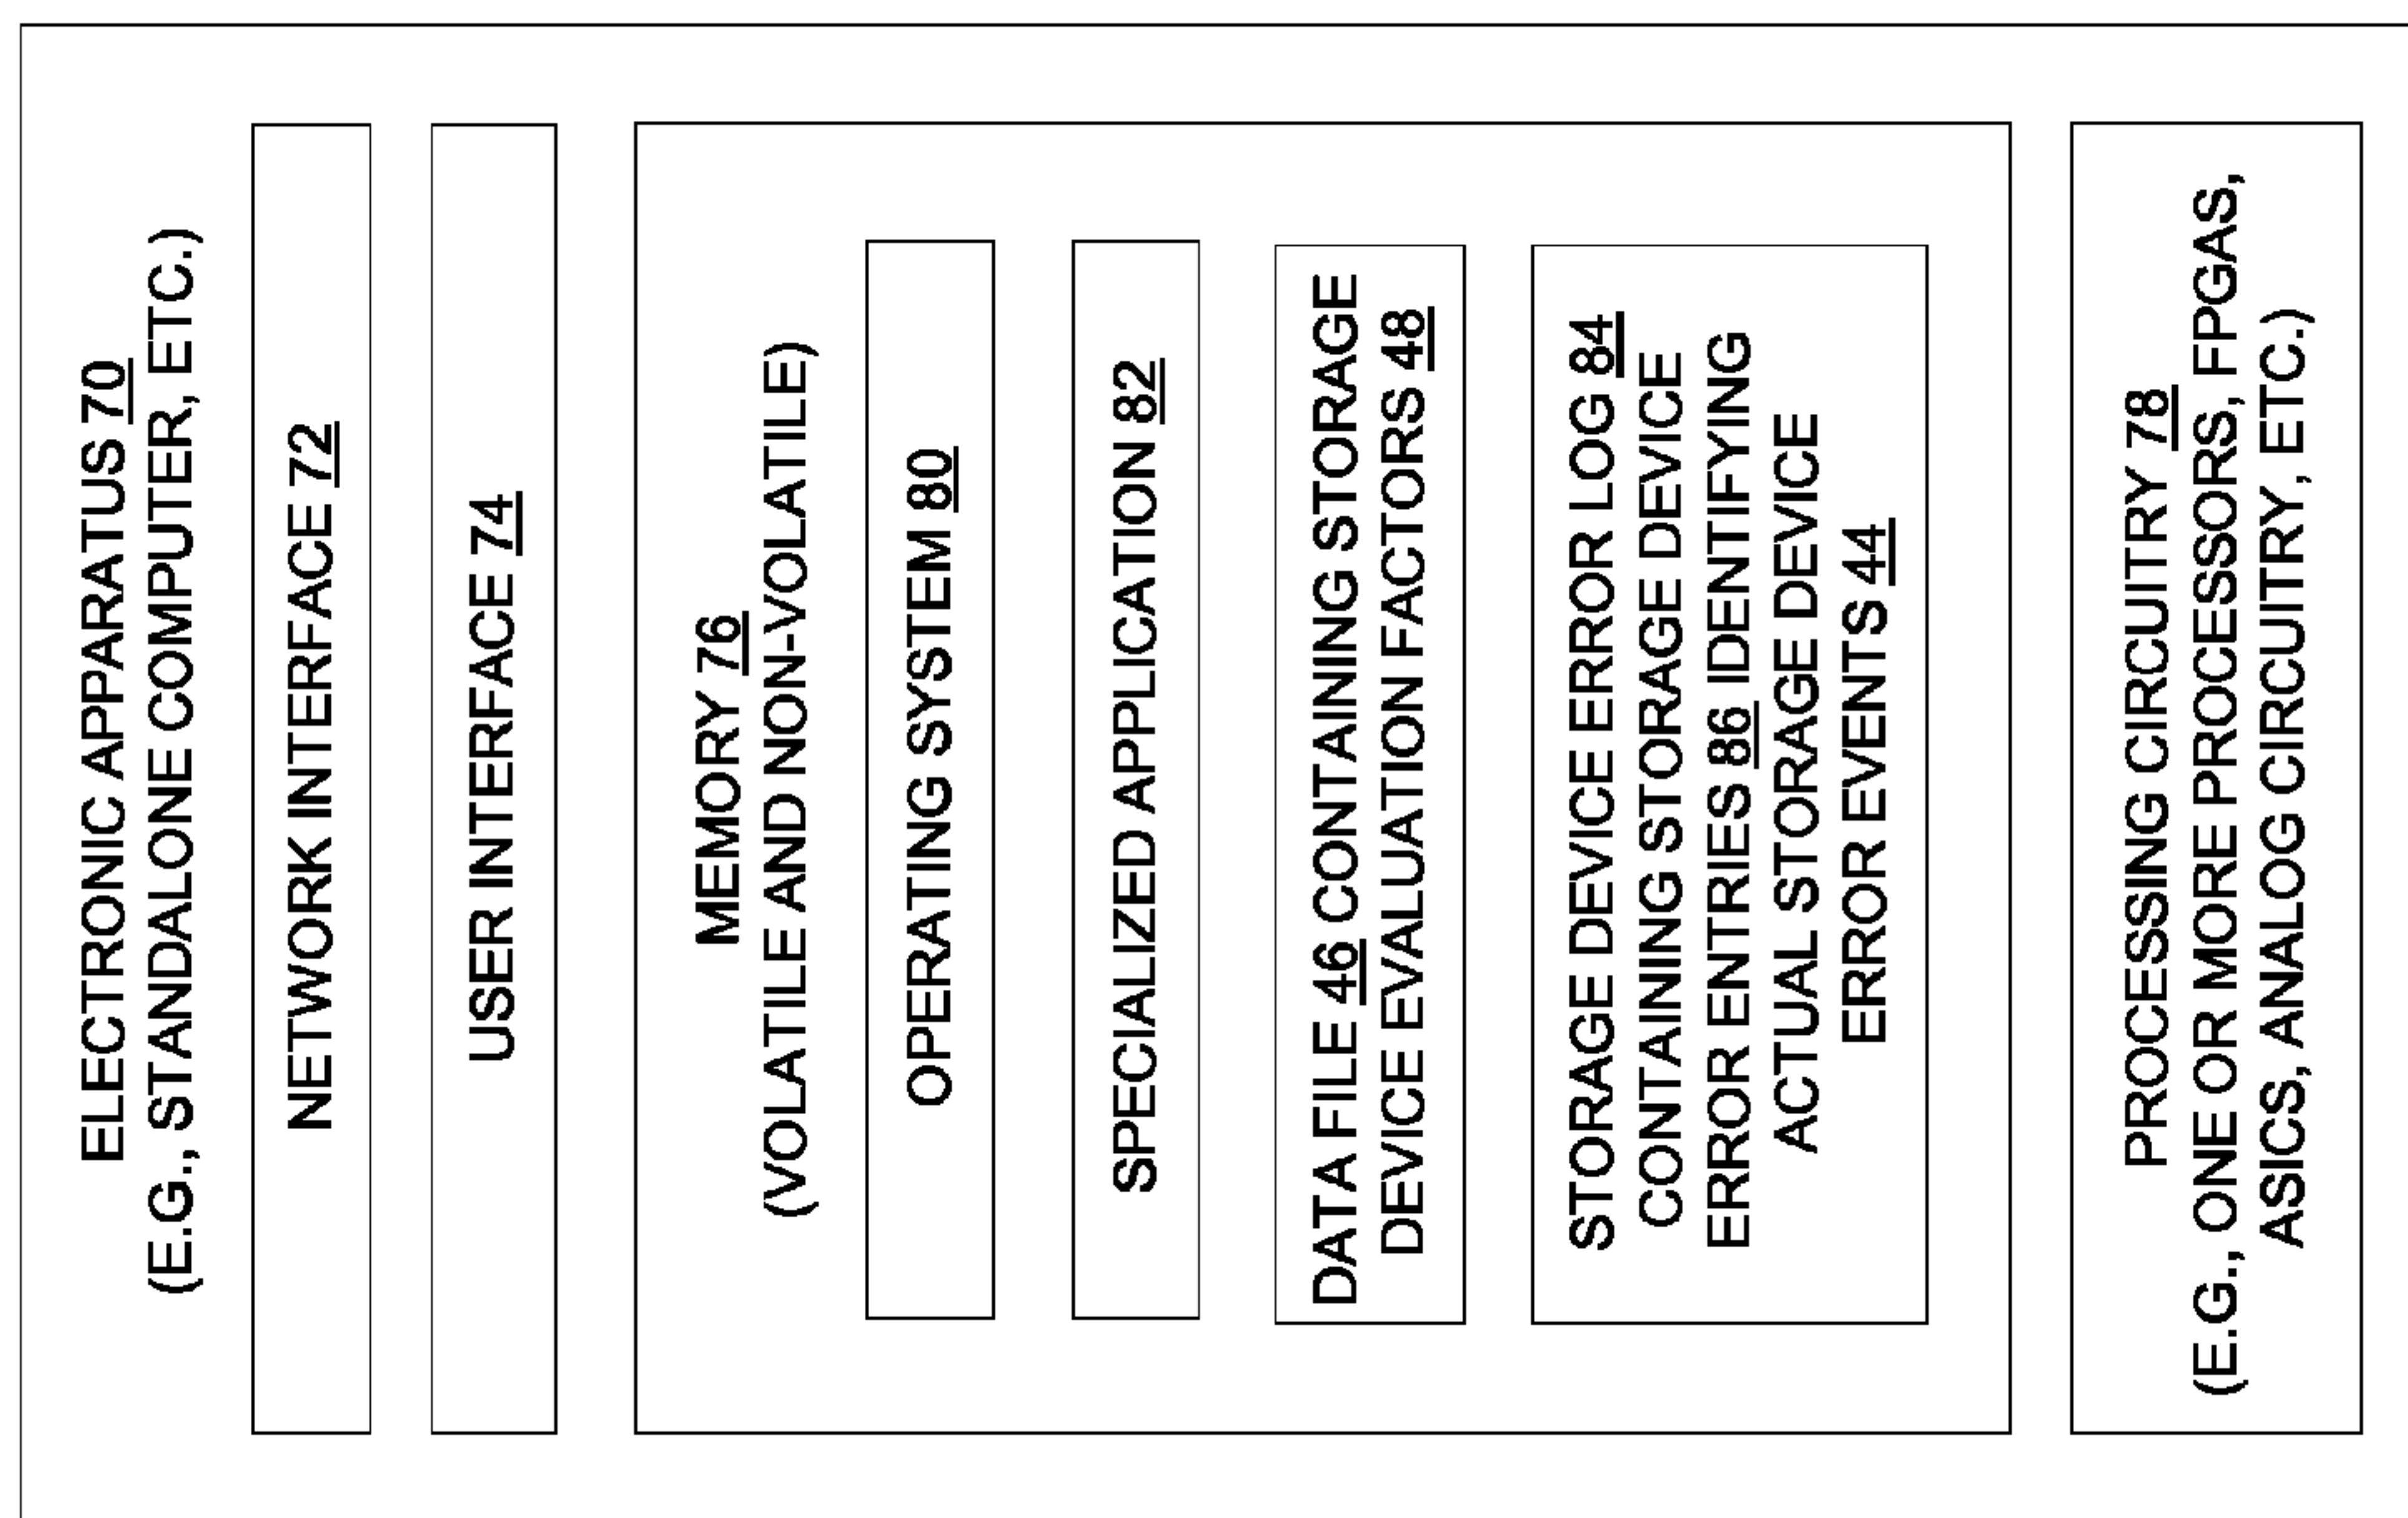 ELECTRONIC APPARATUS 70
(E.G., STANDALONE COMPUTER, ETC.)
NETWORK INTERFACE 72
USER INTERFACE 74
MEMORY 76
(VOLATILE AND NON-VOLATILE)
OPERATING SYSTEM 80
SPECIALIZED APPLICATION 82
DATA FILE 46 CONTAINING STORAGE
DEVICE EVALUATION FACTORS 48
STORAGE DEVICE ERROR LOG 84
CONTAINING STORAGE DEVICE
ERROR ENTRIES 86 IDENTIFYING
ACTUAL STORAGE DEVICE
ERROR EVENTS 44
PROCESSING CIRCUITRY 78
(E.G., ONE OR MORE PROCESSORS, FPGAS,
ASICS, ANALOG CIRCUITRY, ETC.)